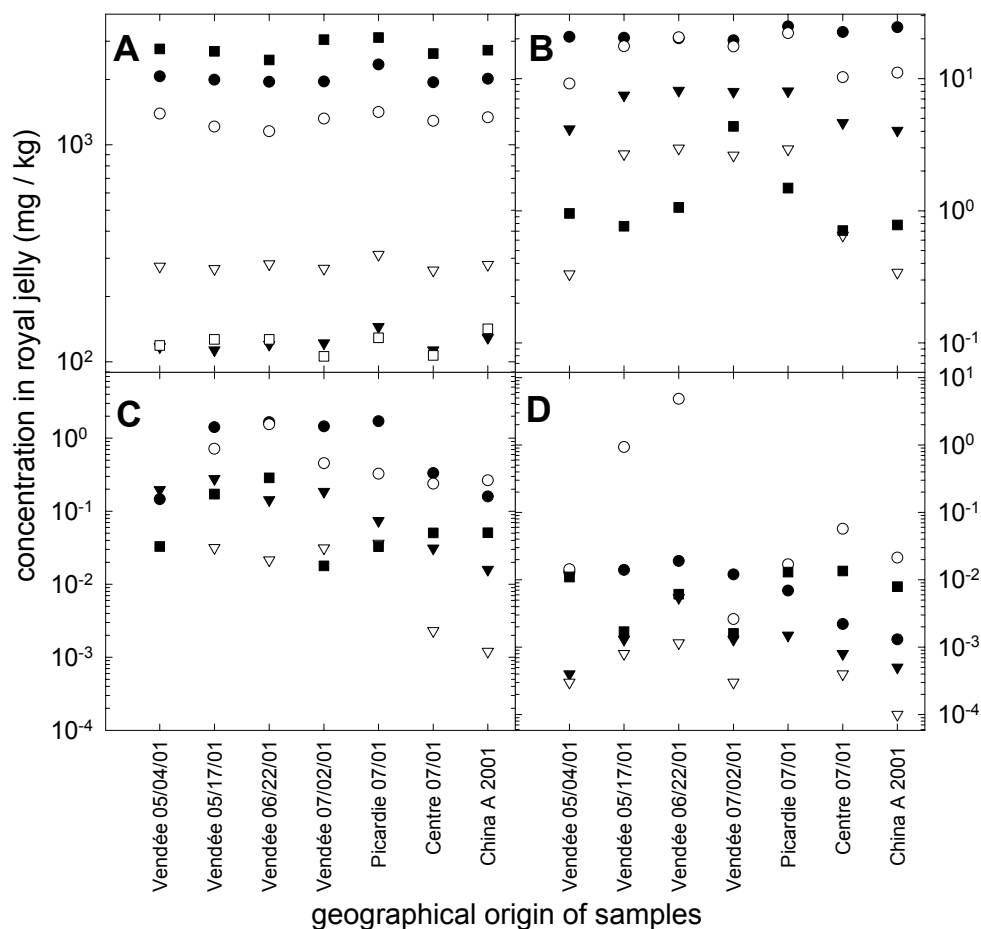 concentration in royal jelly (mg / kg)
A
10³
10²
B
10¹
10⁰
10⁻¹
C
10⁰
10⁻¹
10⁻²
10⁻³
10⁻⁴
D
10¹
10⁰
10⁻¹
10⁻²
10⁻³
10⁻⁴
Vendée 05/04/01
Vendée 05/17/01
Vendée 06/22/01
Vendée 07/02/01
Picardie 07/01
Centre 07/01
China A 2001
Vendée 05/04/01
Vendée 05/17/01
Vendée 06/22/01
Vendée 07/02/01
Picardie 07/01
Centre 07/01
China A 2001
geographical origin of samples